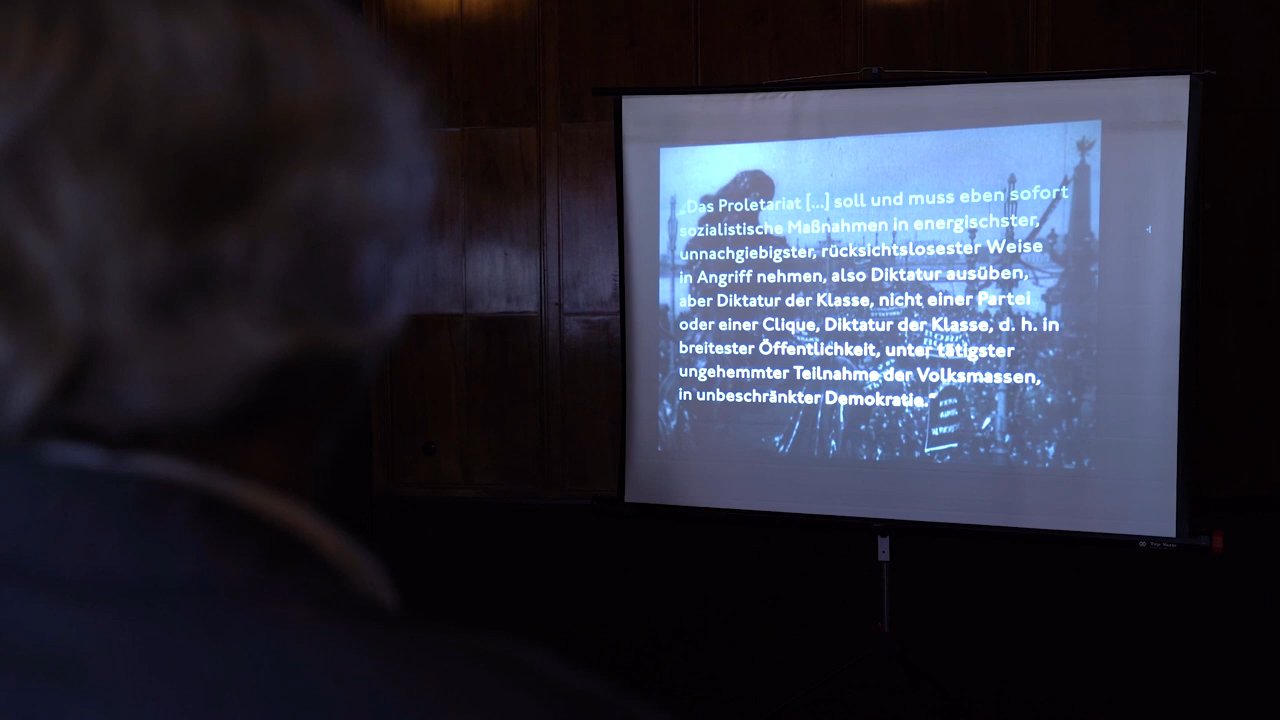 „Das Proletariat [...] soll und muss eben sofort
sozialistische Maßnahmen in energischster,
unnachgiebigster, rücksichtslosester Weise
in Angriff nehmen, also Diktatur ausüben,
aber Diktatur der Klasse, nicht einer Partei
oder einer Clique, Diktatur der Klasse, d. h. in
breitester Öffentlichkeit, unter tätigster
ungehemmter Teilnahme der Volksmassen,
in unbeschränkter Demokratie.“